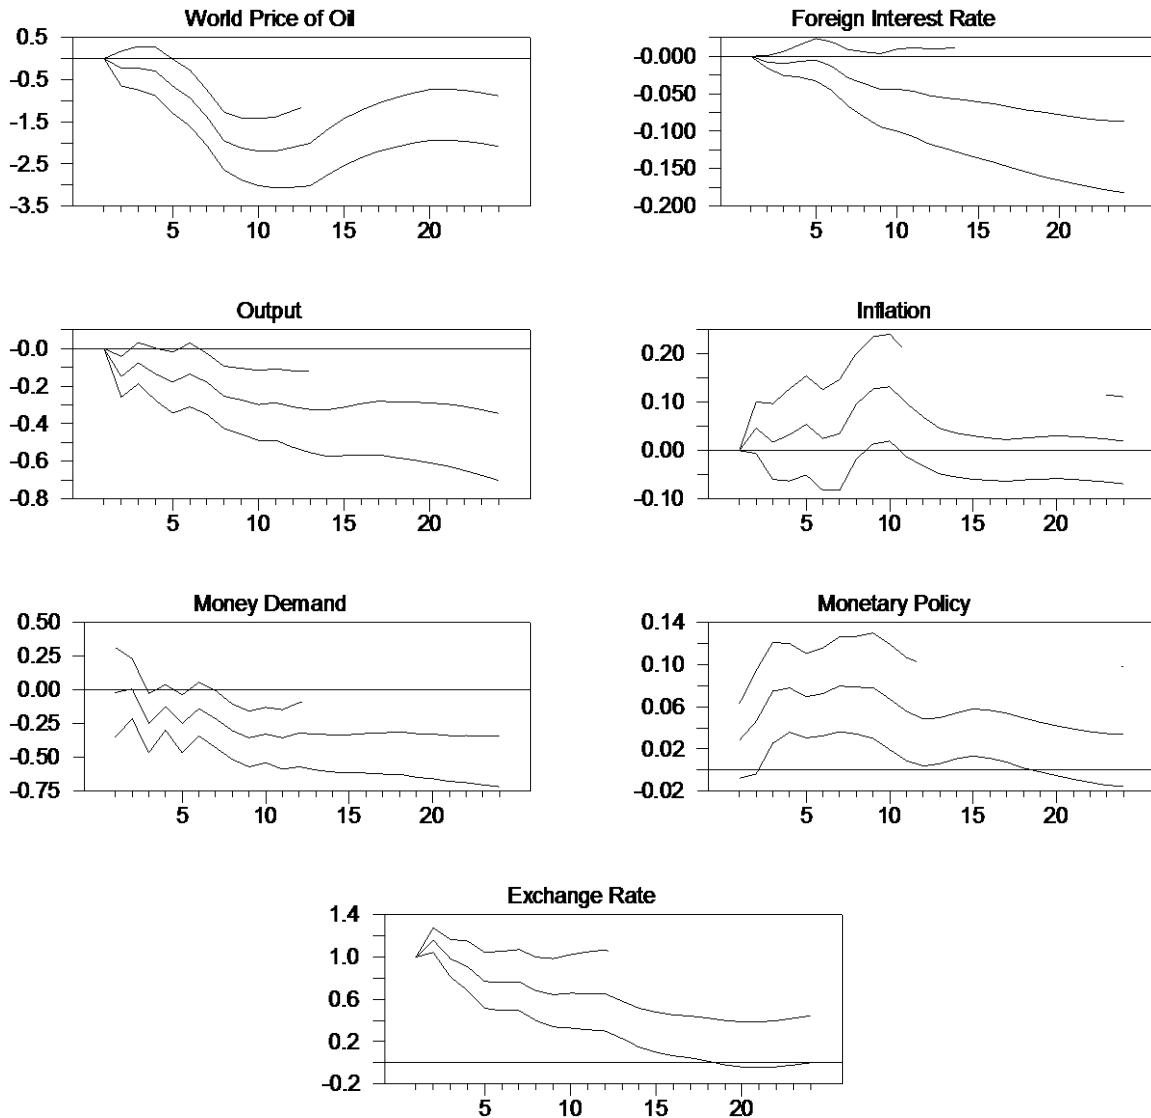 World Price of Oil
0.5
-0.5
-1.5
-2.5
-3.5
5 10 15 20
Foreign Interest Rate
-0.000
-0.050
-0.100
-0.150
-0.200
5 10 15 20
Output
-0.0
-0.2
-0.4
-0.6
-0.8
5 10 15 20
Inflation
0.20
0.10
0.00
-0.10
5 10 15 20
Money Demand
0.50
0.25
0.00
-0.25
-0.50
-0.75
5 10 15 20
Monetary Policy
0.14
0.10
0.06
0.02
-0.02
5 10 15 20
Exchange Rate
1.4
1.0
0.6
0.2
-0.2
5 10 15 20